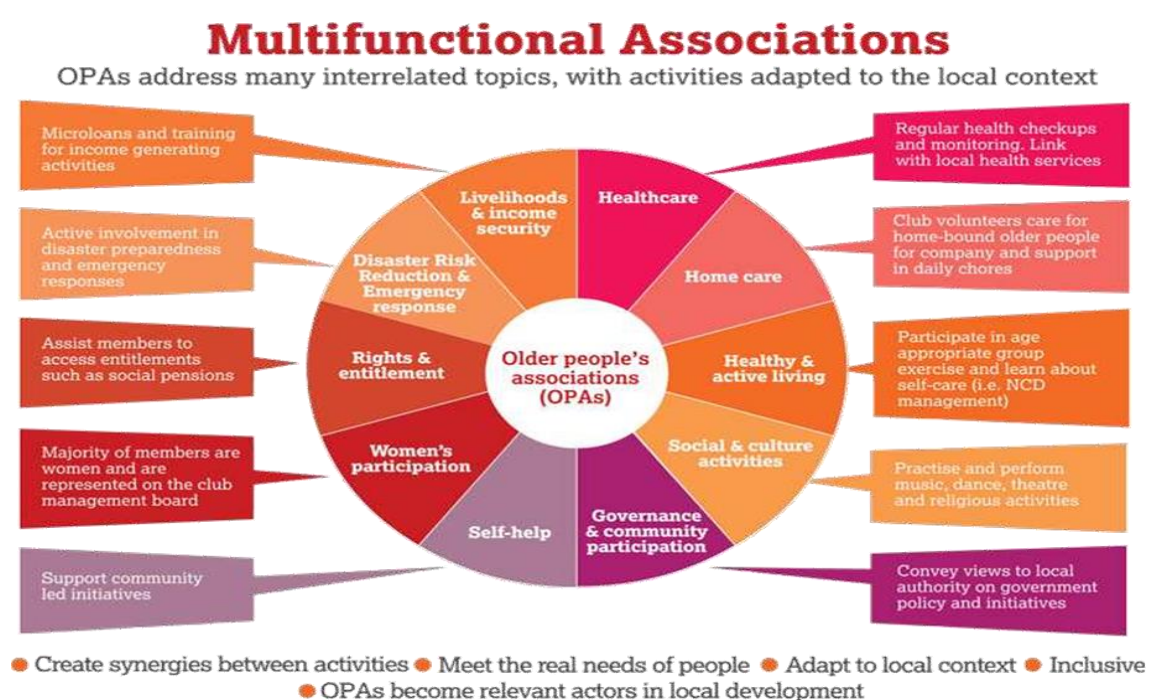 Multifunctional Associations
OPAs address many interrelated topics, with activities adapted to the local context
Microloans and training
for income generating
activities
Active involvement in
disaster preparedness
and emergency
responses
Assist members to
access entitlements
such as social pensions
Majority of members are
women and are
represented on the club
management board
Support community
led initiatives
Livelihoods
& income
security
Healthcare
Disaster Risk
Reduction &
Emergency
response
Home care
Rights &
entitlement
Older people's
associations
(OPAs)
Healthy &
active living
Women's
participation
Social & culture
activities
Self-help
Governance
& community
participation
Regular health checkups
and monitoring. Link
with local health services
Club volunteers care for
home-bound older people
for company and support
in daily chores
Participate in age
appropriate group
exercise and learn about
self-care (i.e. NCD
management)
Practise and perform
music, dance, theatre
and religious activities
Convey views to local
authority on government
policy and initiatives
Create synergies between activities Meet the real needs of people Adapt to local context Inclusive
OPAs become relevant actors in local development